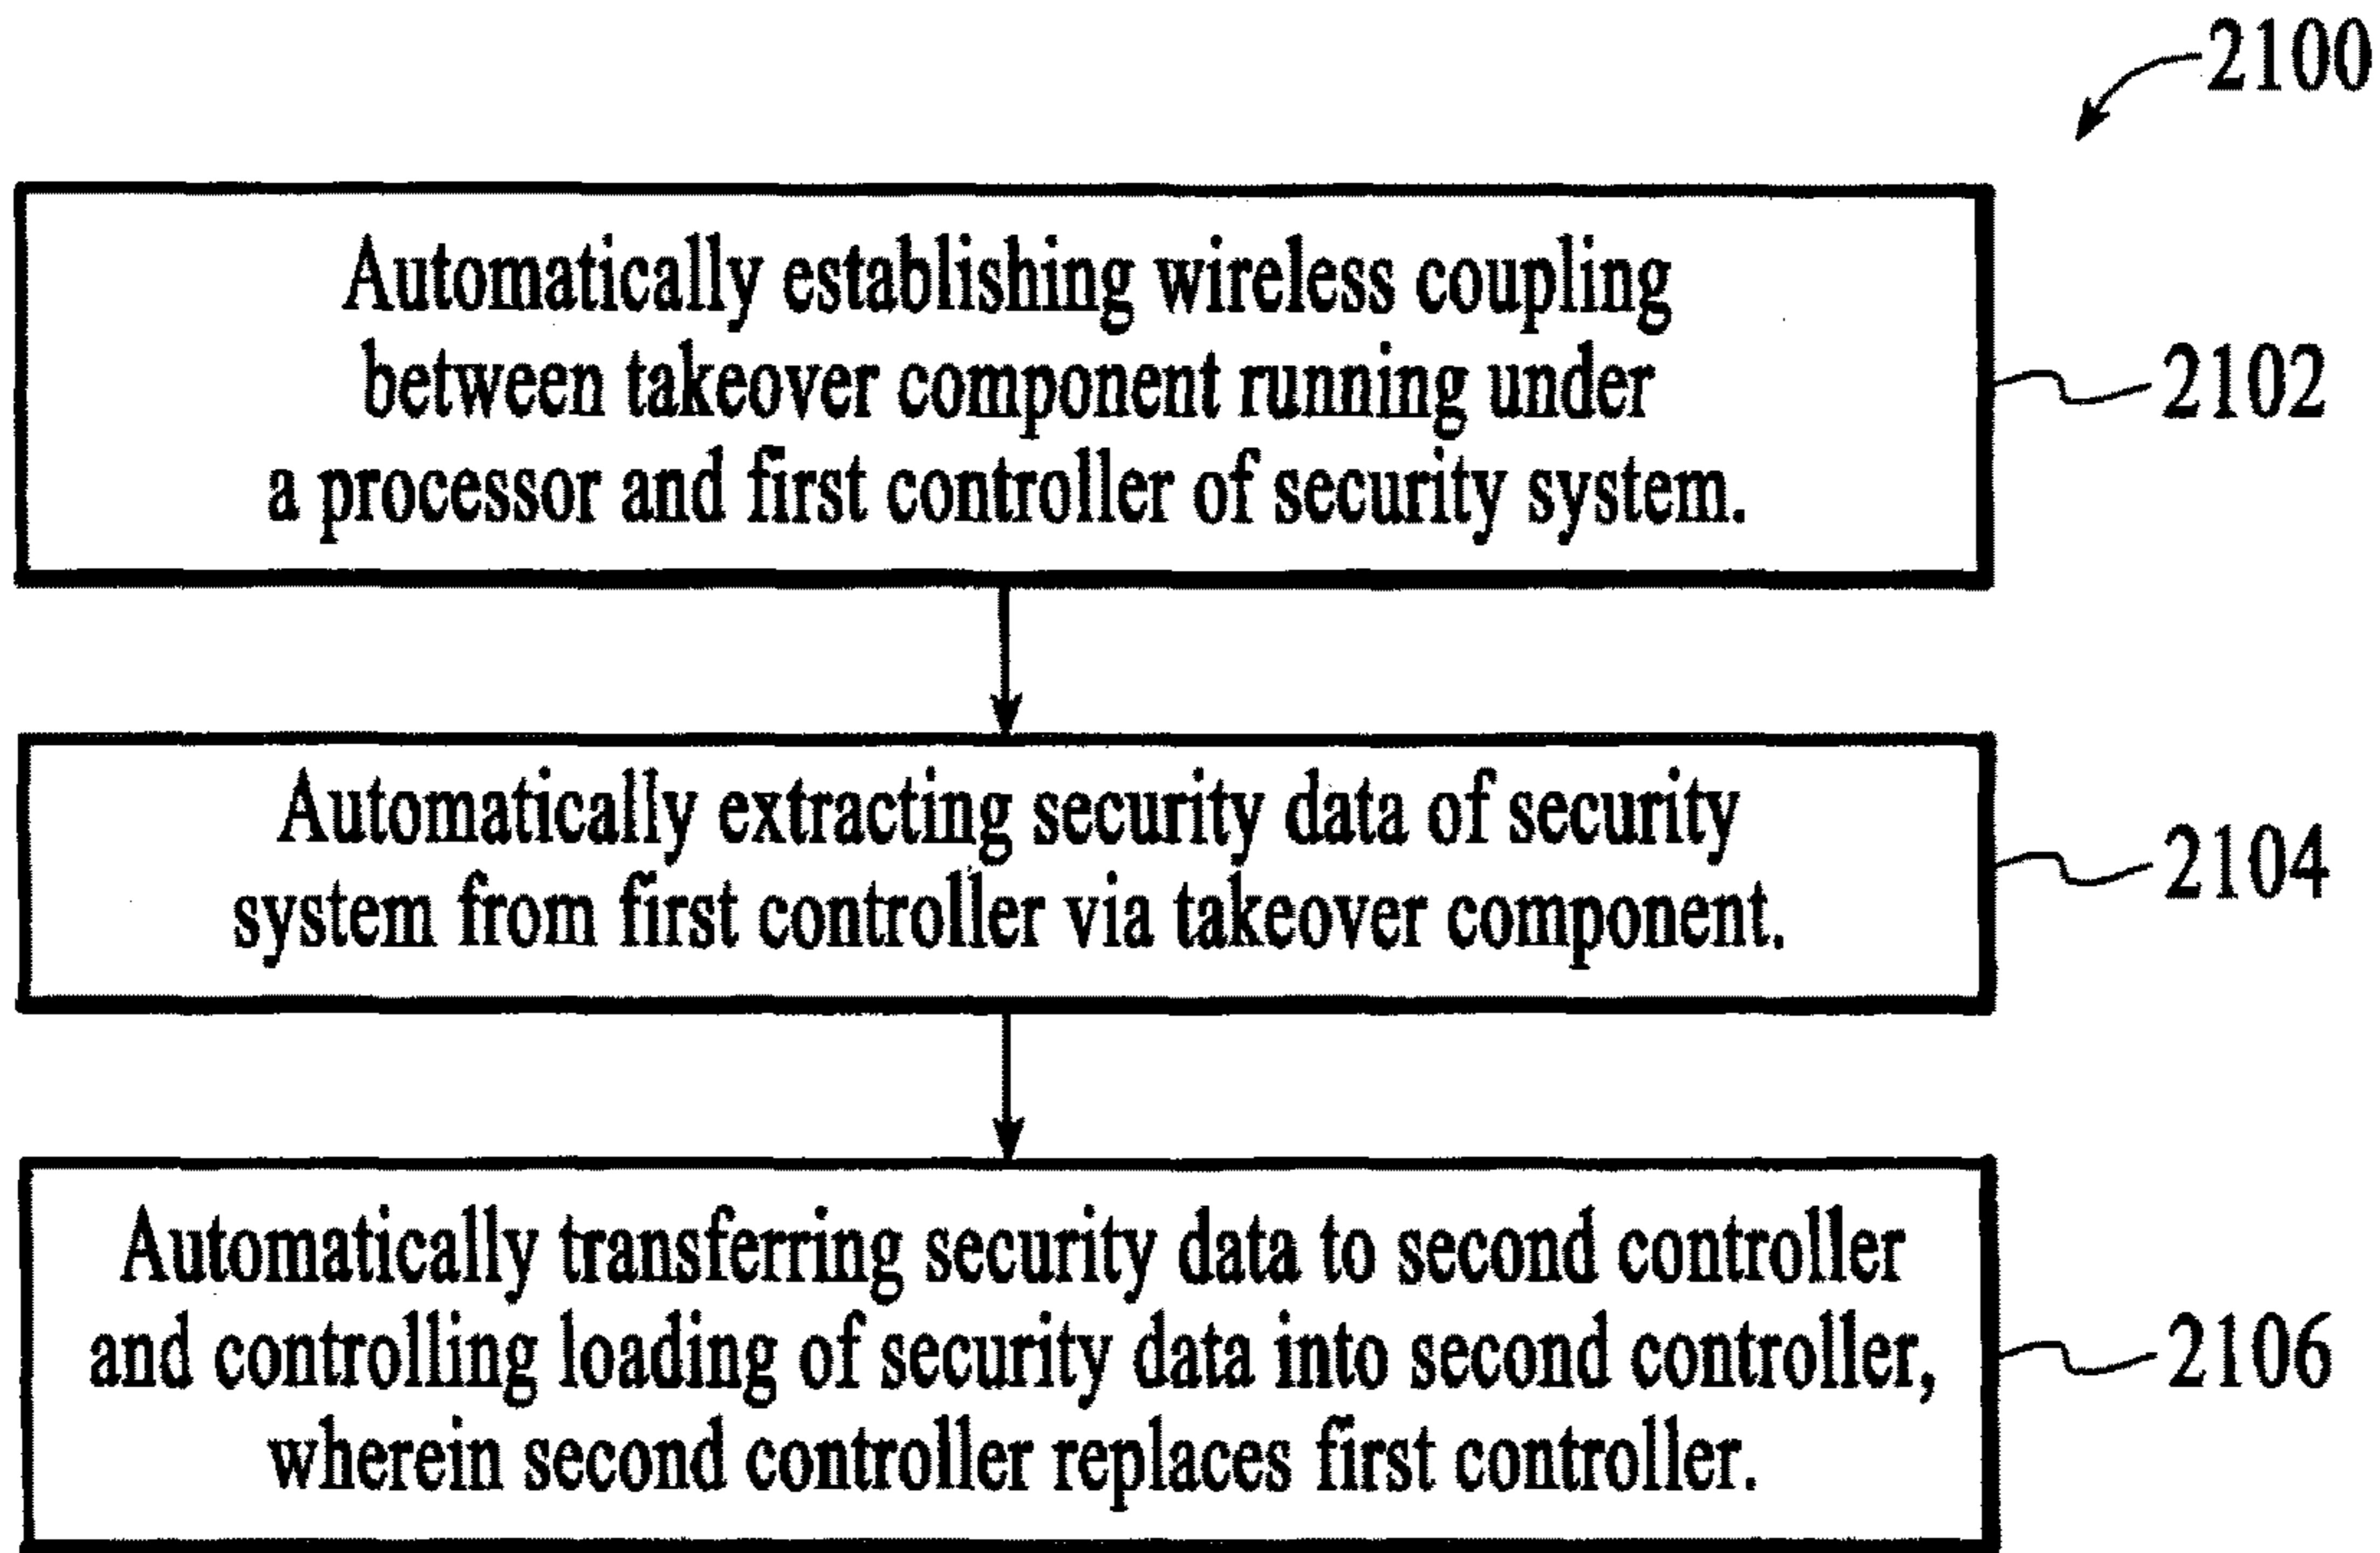 2100
Automatically establishing wireless coupling
between takeover component running under
a processor and first controller of security system.
2102
Automatically extracting security data of security
system from first controller via takeover component.
2104
Automatically transferring security data to second controller
and controlling loading of security data into second controller,
wherein second controller replaces first controller.
2106